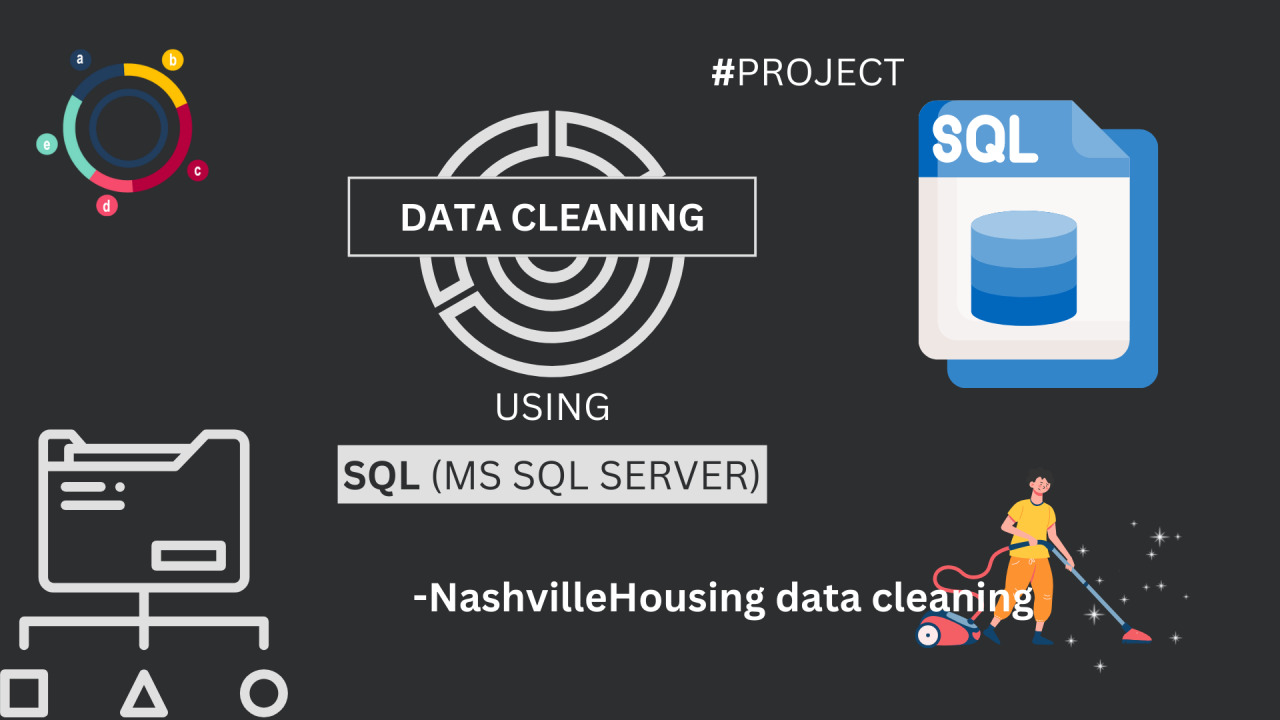 #PROJECT
a
b
e
c
d
SQL
DATA CLEANING
USING
SQL (MS SQL SERVER)
-NashvilleHousing data cleaning